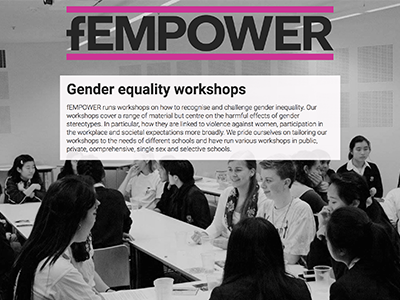 fEMPOWER
Gender equality workshops
fEMPOWER runs workshops on how to recognise and challenge gender inequality. Our
workshops cover a range of material but centre on the harmful effects of gender
stereotypes. In particular, how they are linked to violence against women, participation in
the workplace and societal expectations more broadly. We pride ourselves on tailoring our
workshops to the needs of different schools and have run various workshops in public,
private, comprehensive, single sex and selective schools.